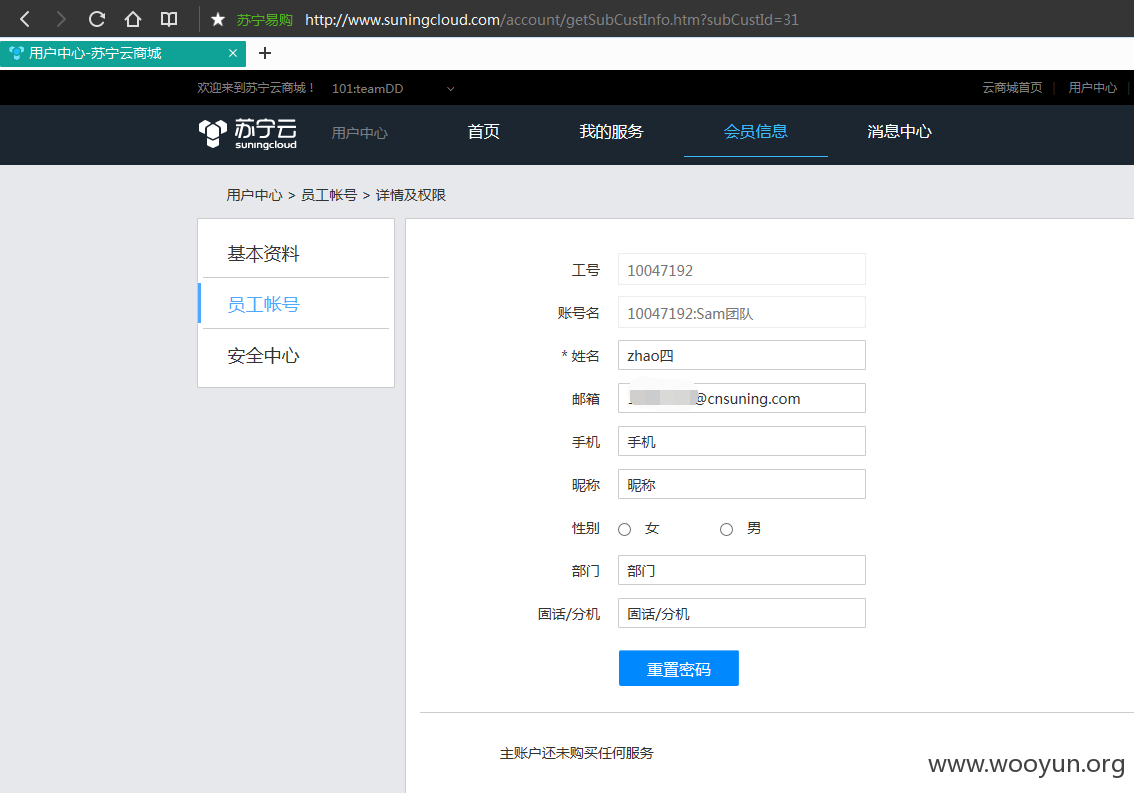 苏宁易购 http://www.suningcloud.com/account/getSubCustInfo.htm?subCustId=31
用户中心-苏宁云商城
欢迎来到苏宁云商城！ 101:teamDD 云商城首页 用户中心
苏宁云 suningcloud 用户中心 首页 我的服务 会员信息 消息中心
用户中心 > 员工帐号 > 详情及权限
基本资料
员工帐号
安全中心
工号 10047192
账号名 10047192:Sam团队
* 姓名 zhao四
邮箱 @cnsuning.com
手机 手机
昵称 昵称
性别 女 男
部门 部门
固话/分机 固话/分机
重置密码
主账户还未购买任何服务
www.wooyun.org